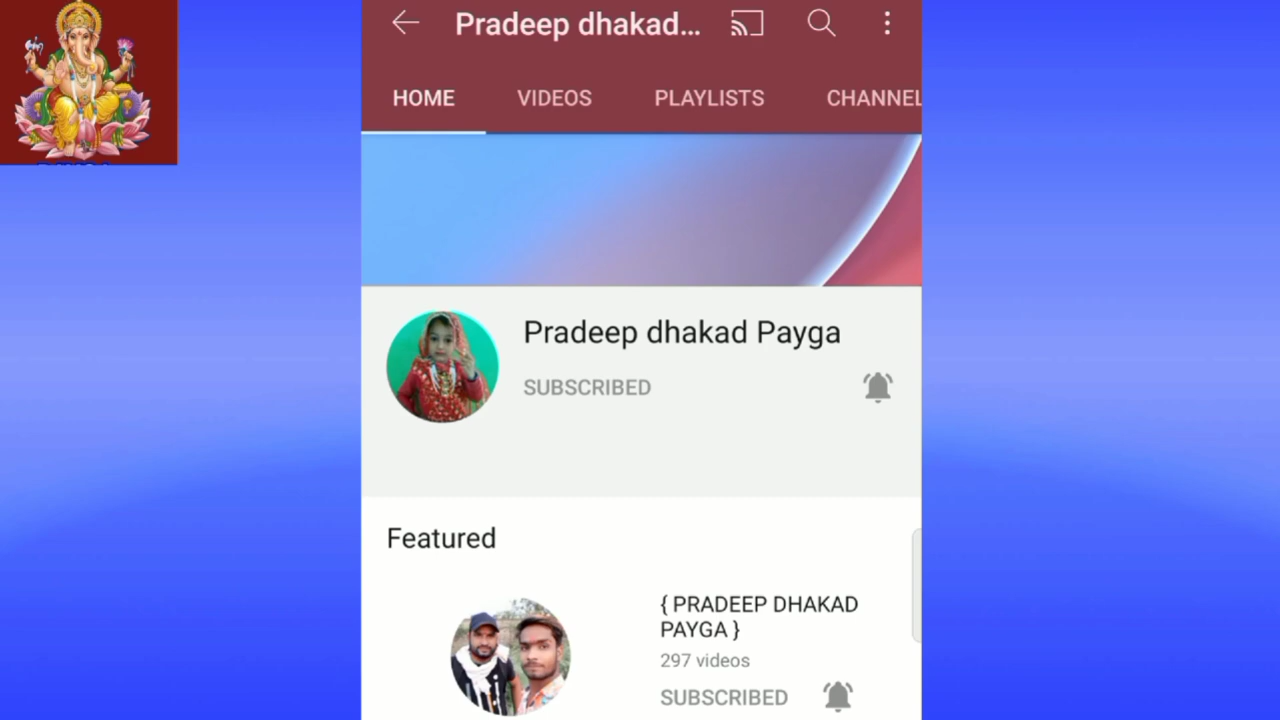 Pradeep dhakad...
HOME VIDEOS PLAYLISTS CHANNEL
Pradeep dhakad Payga
SUBSCRIBED
Featured
{ PRADEEP DHAKAD
PAYGA }
297 videos
SUBSCRIBED